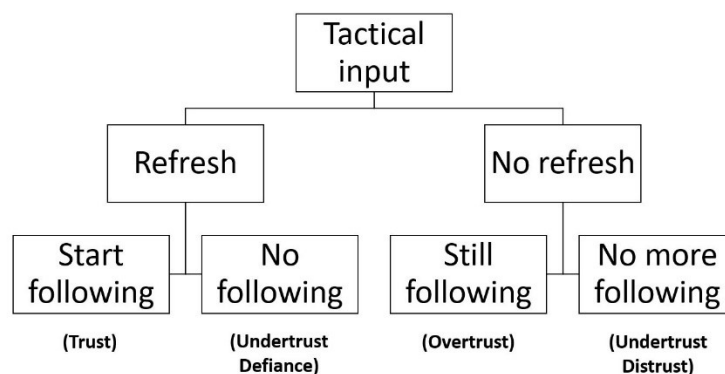 Tactical
input
Refresh
No refresh
Start
following
No
following
Still
following
No more
following
(Trust)
(Undertrust
Defiance)
(Overtrust)
(Undertrust
Distrust)